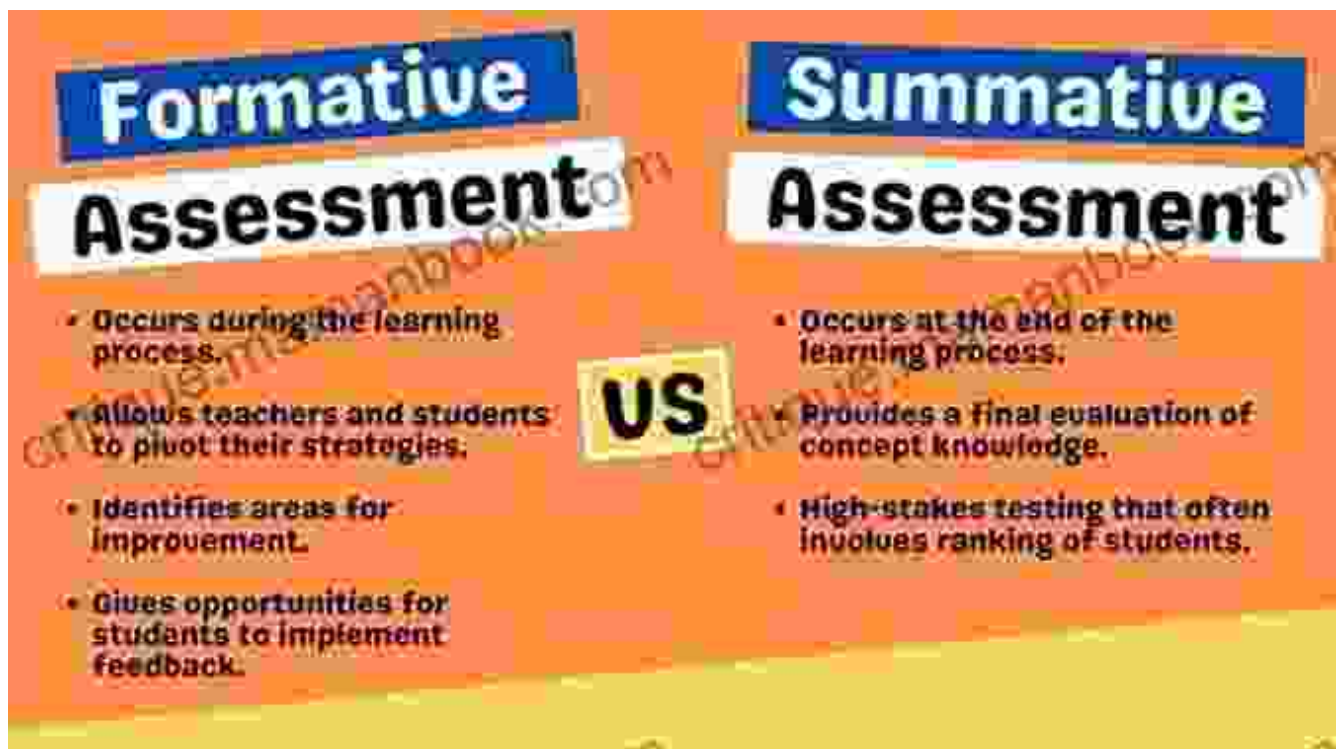 Formative
Assessment
• Occurs during the learning
process.
• Allows teachers and students
to pivot their strategies.
• Identifies areas for
improvement.
• Gives opportunities for
students to implement
feedback.
VS
Summative
Assessment
• Occurs at the end of the
learning process.
• Provides a final evaluation of
concept knowledge.
• High-stakes testing that often
involves ranking of students.